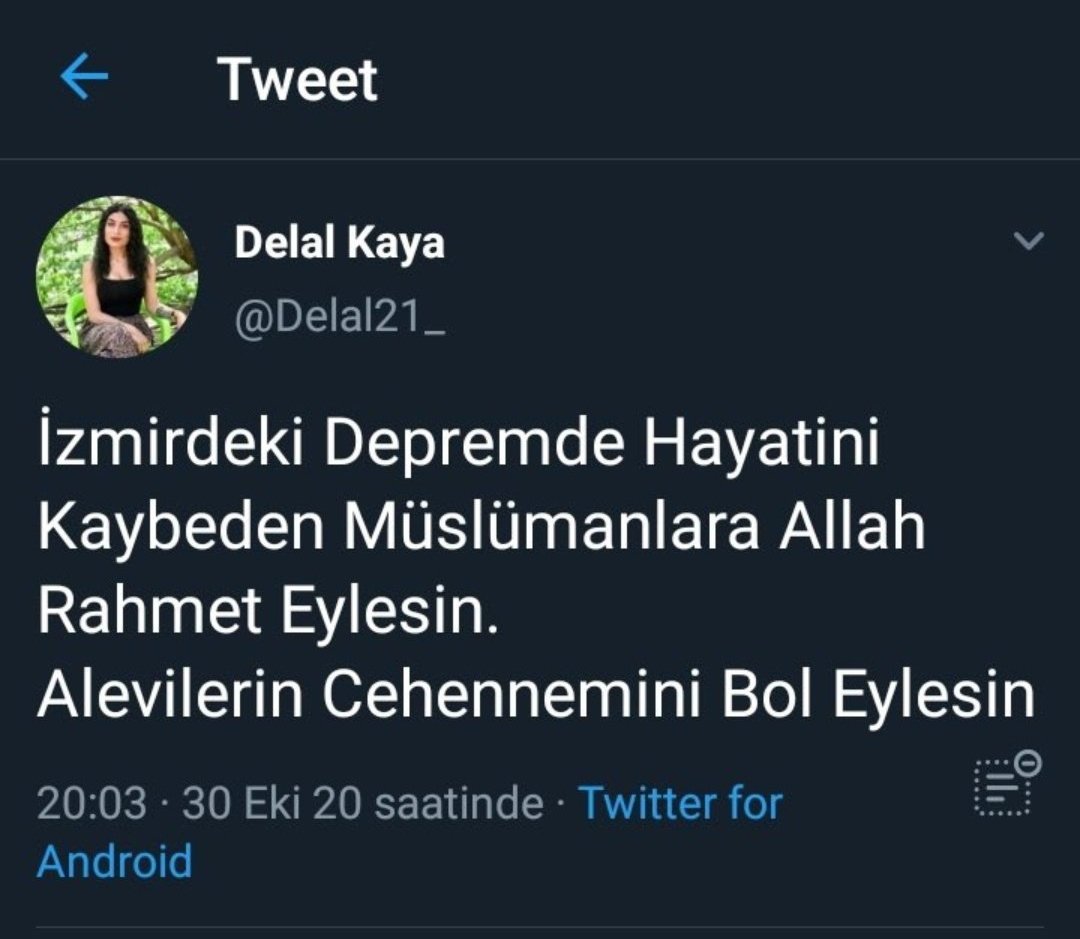 Tweet
Delal Kaya
@Delal21_
İzmirdeki Depremde Hayatini
Kaybeden Müslümanlara Allah
Rahmet Eylesin.
Alevilerin Cehennemini Bol Eylesin
20:03 · 30 Eki 20 saatinde · Twitter for
Android